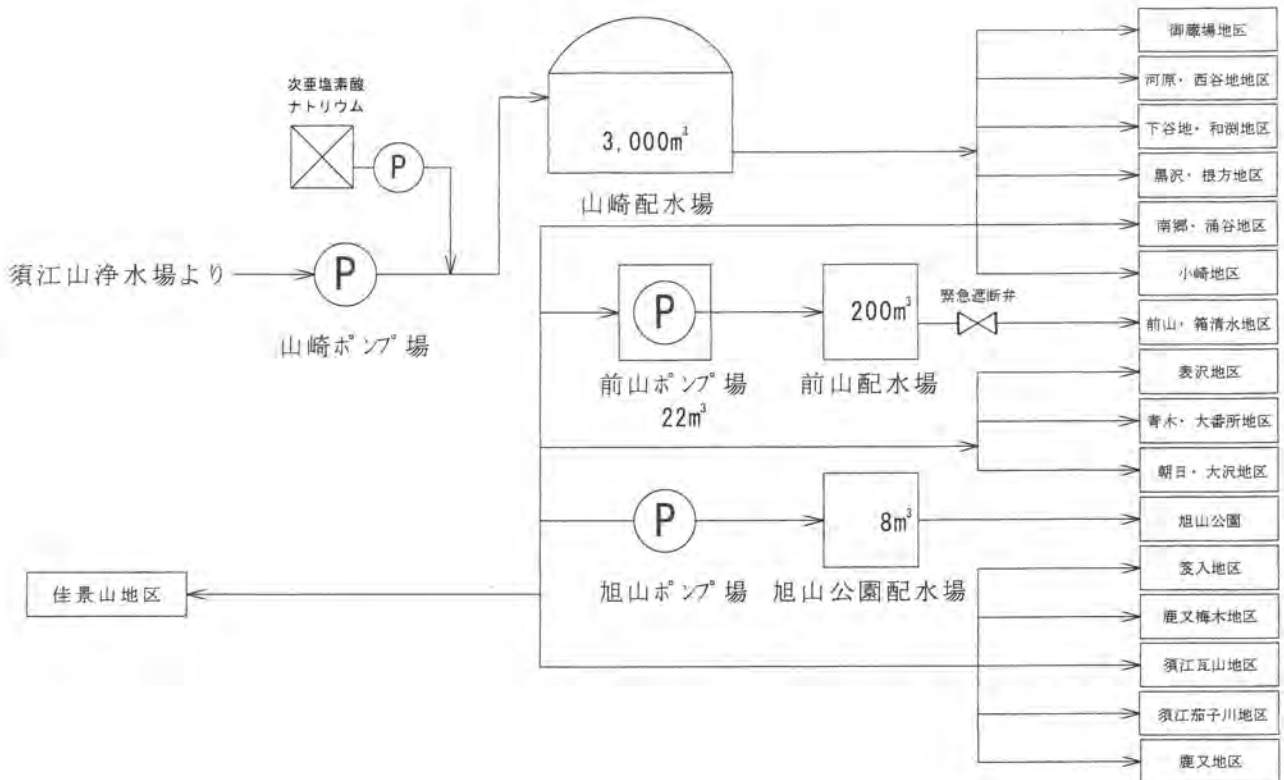 次亜塩素酸
ナトリウム
P
須江山浄水場より
P
山崎ポンプ場
3,000m³
山崎配水場
P
前山ポンプ場
22m³
200m³
前山配水場
緊急遮断弁
P
旭山ポンプ場
8m³
旭山公園配水場
佳景山地区
御蔵場地区
河原・西谷地地区
下谷地・和渕地区
黒沢・根方地区
南郷・涌谷地区
小崎地区
前山・箱清水地区
表沢地区
青木・大番所地区
朝日・大沢地区
旭山公園
笈入地区
鹿又梅木地区
須江瓦山地区
須江茄子川地区
鹿又地区